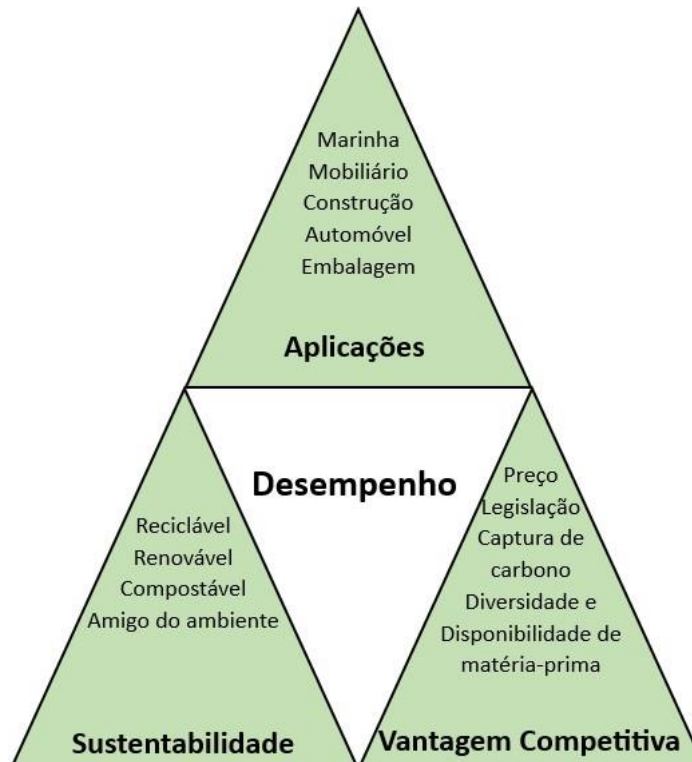 Marinha
Mobiliário
Construção
Automóvel
Embalagem
Aplicações
Desempenho
Reciclável
Renovável
Compostável
Amigo do ambiente
Sustentabilidade
Preço
Legislação
Captura de
carbono
Diversidade e
Disponibilidade de
matéria-prima
Vantagem Competitiva